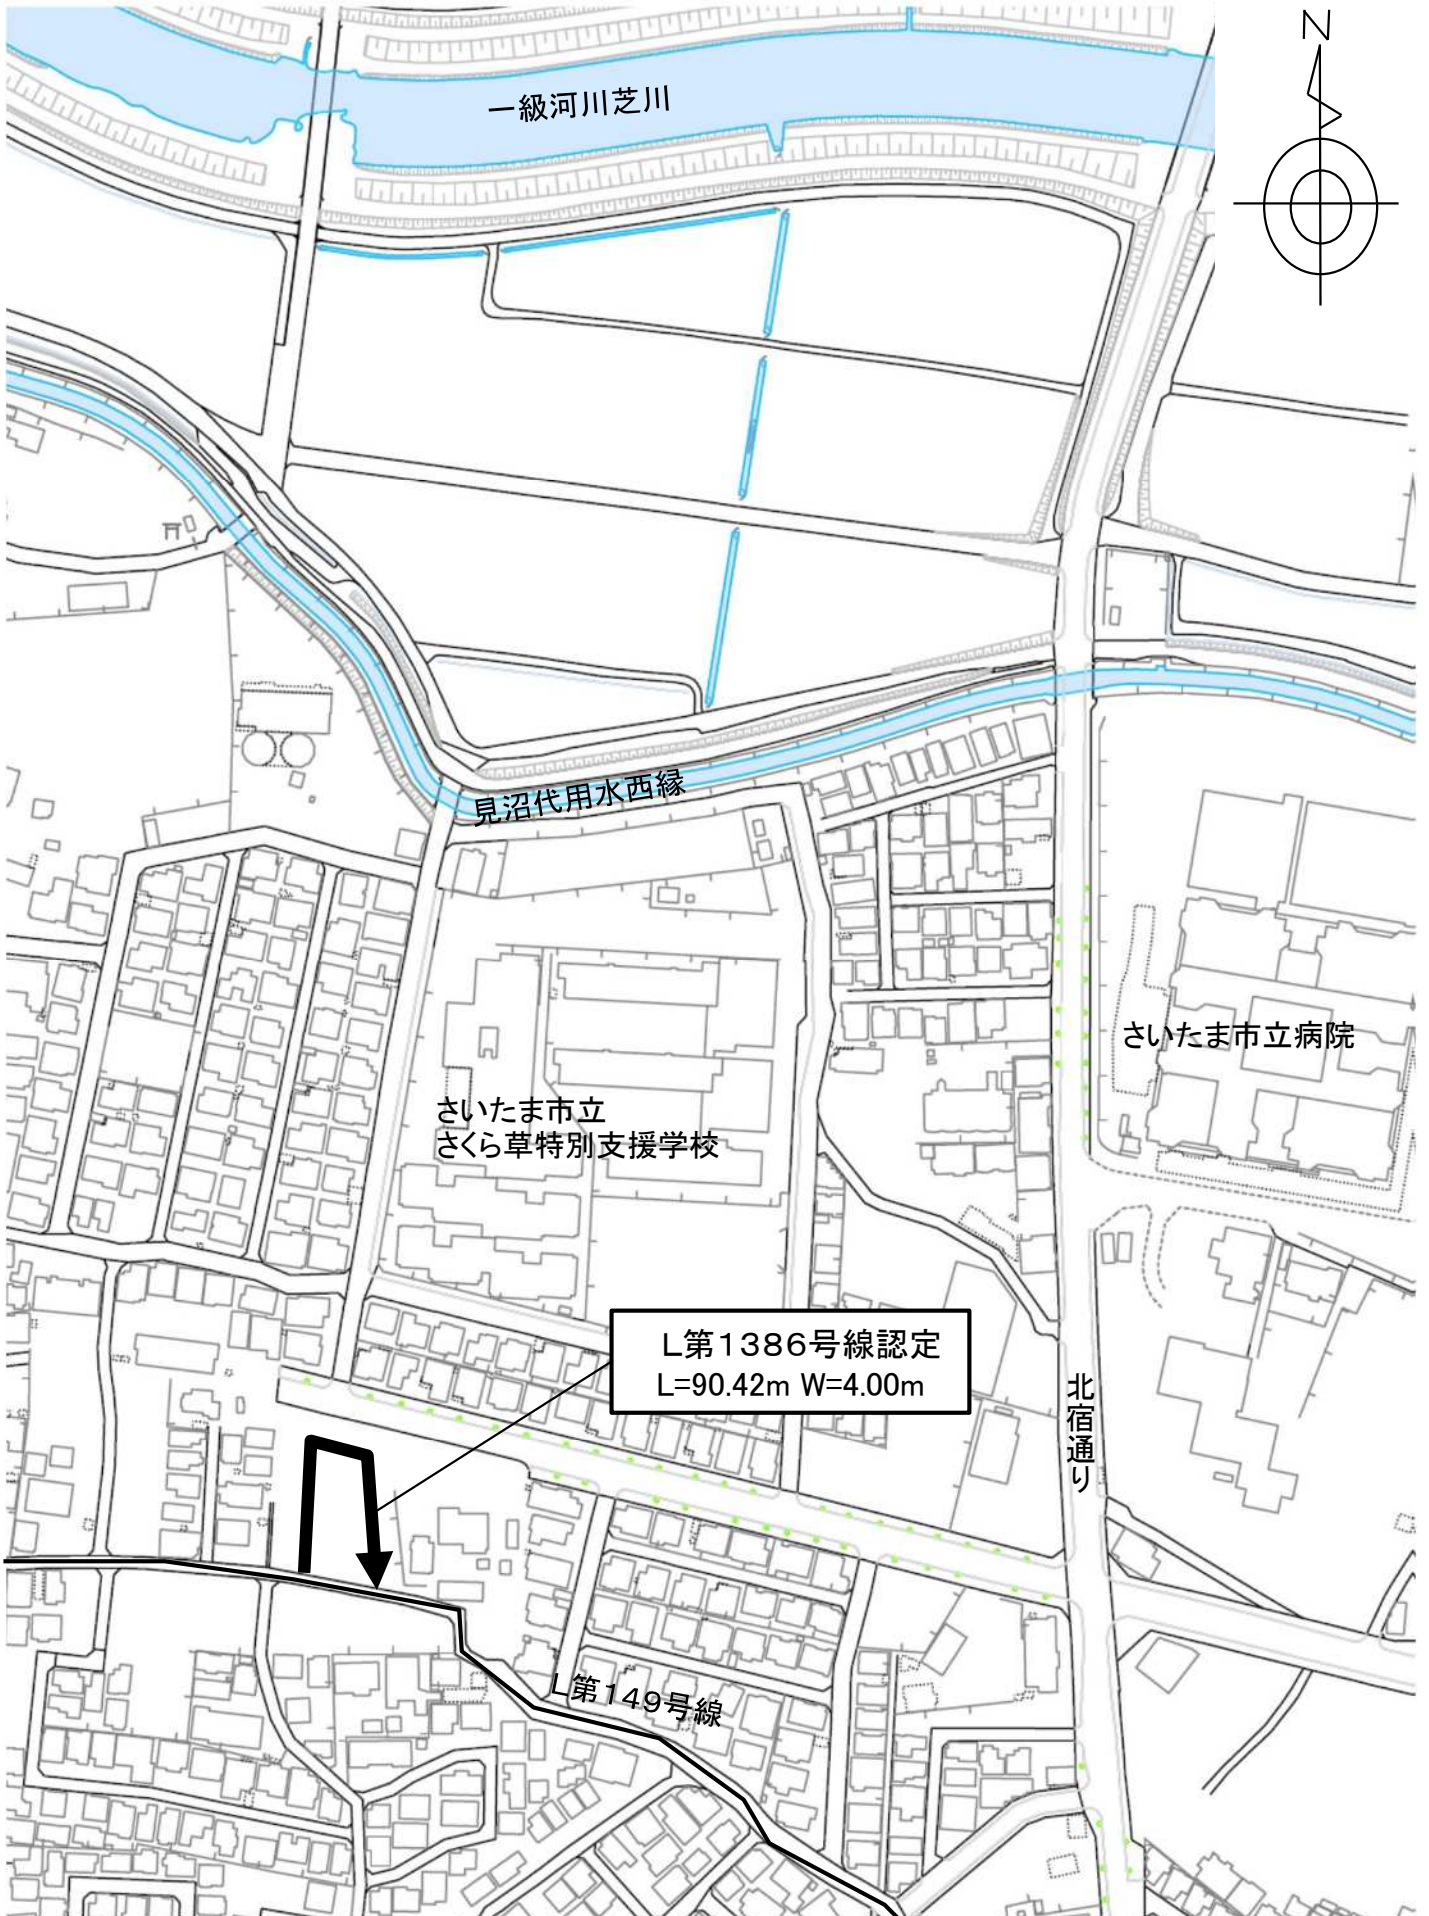 N
一級河川芝川
見沼代用水西縁
さいたま市立病院
さいたま市立
さくら草特別支援学校
L第1386号線認定
L=90.42m W=4.00m
北宿通り
L第149号線